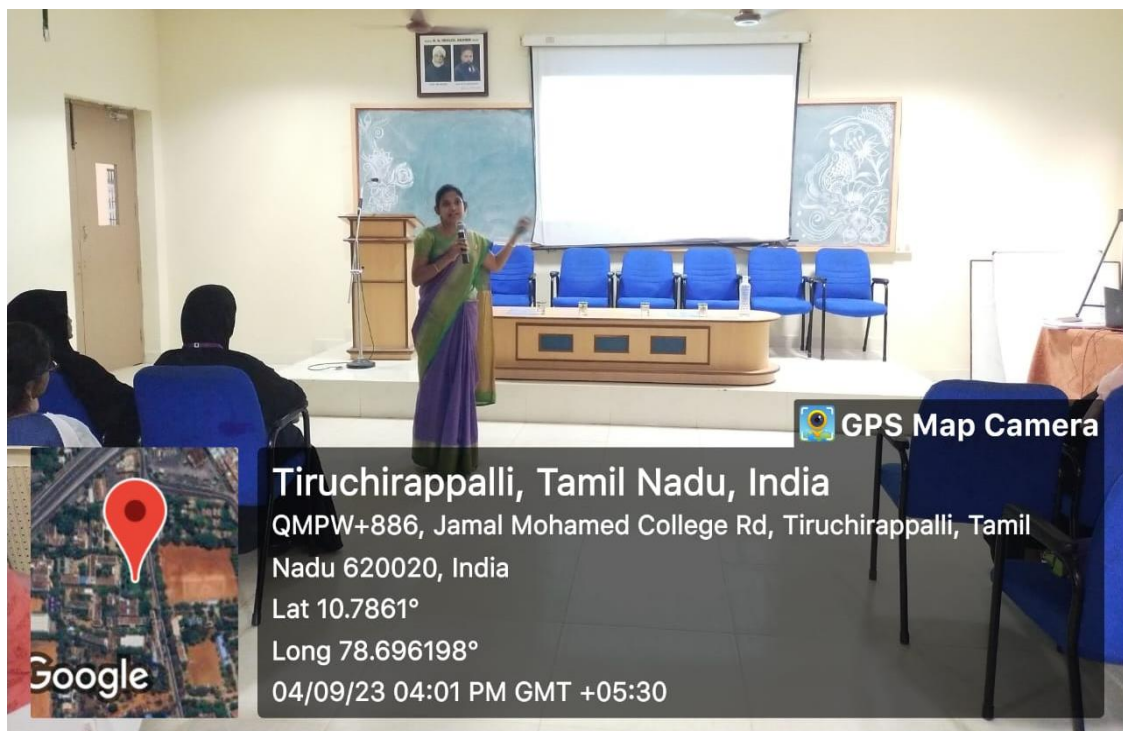 GPS Map Camera
Tiruchirappalli, Tamil Nadu, India
QMPW+886, Jamal Mohamed College Rd, Tiruchirappalli, Tamil
Nadu 620020, India
Lat 10.7861°
Long 78.696198°
04/09/23 04:01 PM GMT +05:30
Google